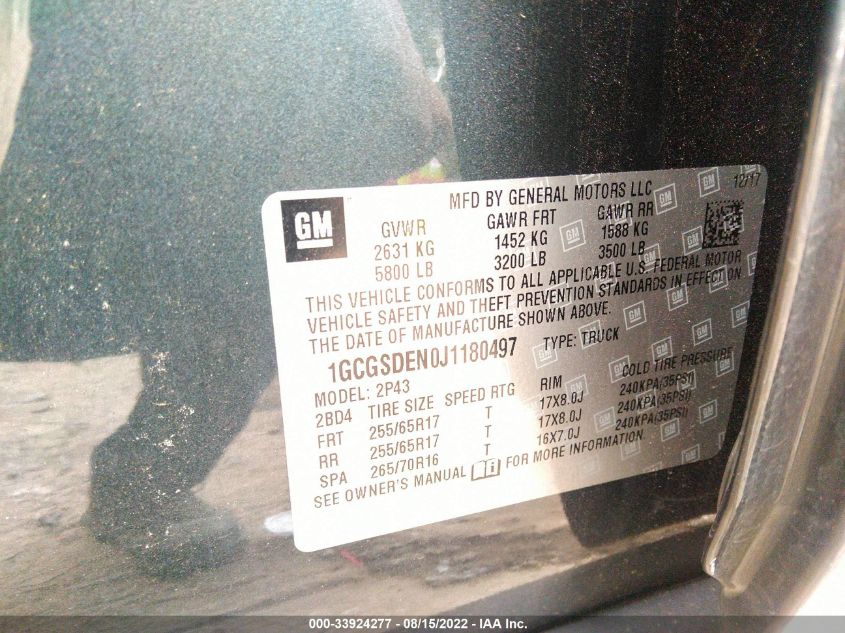 GM
MFD BY GENERAL MOTORS LLC
12/17
GVWR GAWR FRT GAWR RR
2631 KG 1452 KG 1588 KG
5800 LB 3200 LB 3500 LB
THIS VEHICLE CONFORMS TO ALL APPLICABLE U.S. FEDERAL MOTOR
VEHICLE SAFETY AND THEFT PREVENTION STANDARDS IN EFFECT ON
THE DATE OF MANUFACTURE SHOWN ABOVE.
1GCGSDEN0J1180497 TYPE: TRUCK
MODEL: 2P43
2BD4 TIRE SIZE SPEED RTG RIM COLD TIRE PRESSURE
FRT 255/65R17 T 17X8.0J 240KPA(35PSI)
RR 255/65R17 T 17X8.0J 240KPA(35PSI)
SPA 265/70R16 T 16X7.0J 240KPA(35PSI)
SEE OWNER'S MANUAL FOR MORE INFORMATION.
000-33924277 - 08/15/2022 - IAA Inc.